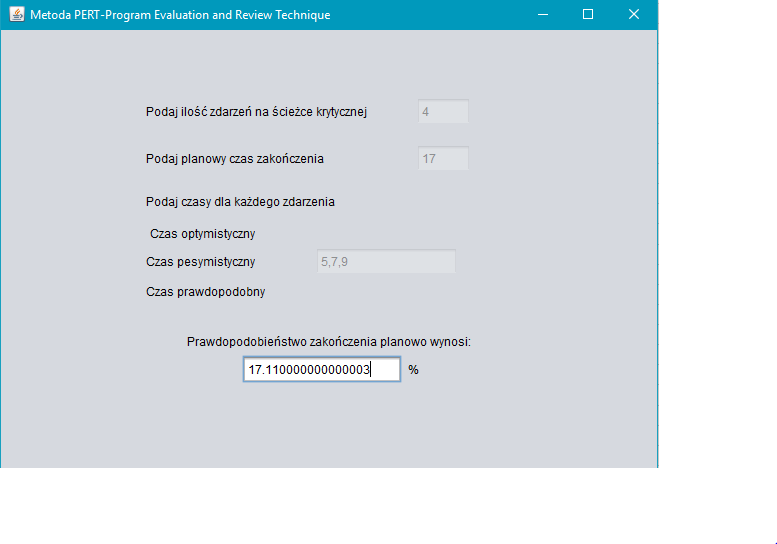 Metoda PERT-Program Evaluation and Review Technique
Podaj ilość zdarzeń na ścieżce krytycznej 4
Podaj planowy czas zakończenia 17
Podaj czasy dla każdego zdarzenia
Czas optymistyczny
Czas pesymistyczny 5,7,9
Czas prawdopodobny
Prawdopodobieństwo zakończenia planowo wynosi:
17.110000000000003 %